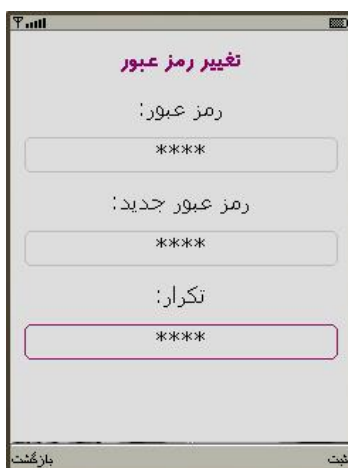 تغییر رمز عبور
رمز عبور:
****
رمز عبور جدید:
****
تکرار:
****
ثبت
بازگشت